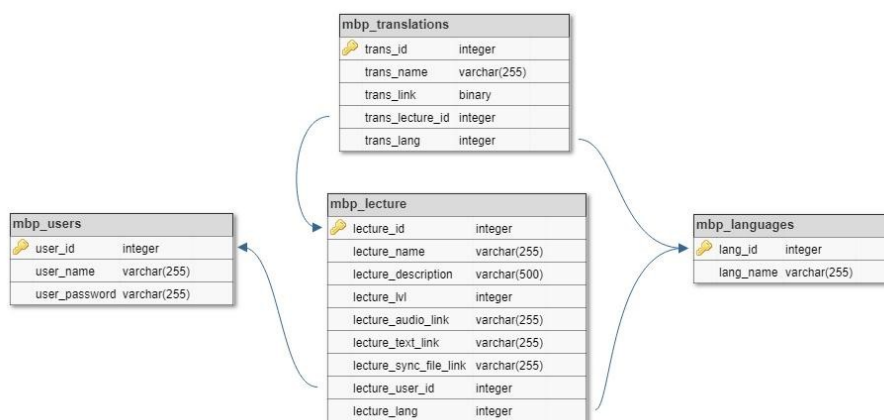 mbp_translations
trans_id integer
trans_name varchar(255)
trans_link binary
trans_lecture_id integer
trans_lang integer
mbp_users
user_id integer
user_name varchar(255)
user_password varchar(255)
mbp_lecture
lecture_id integer
lecture_name varchar(255)
lecture_description varchar(500)
lecture_lvl integer
lecture_audio_link varchar(255)
lecture_text_link varchar(255)
lecture_sync_file_link varchar(255)
lecture_user_id integer
lecture_lang integer
mbp_languages
lang_id integer
lang_name varchar(255)